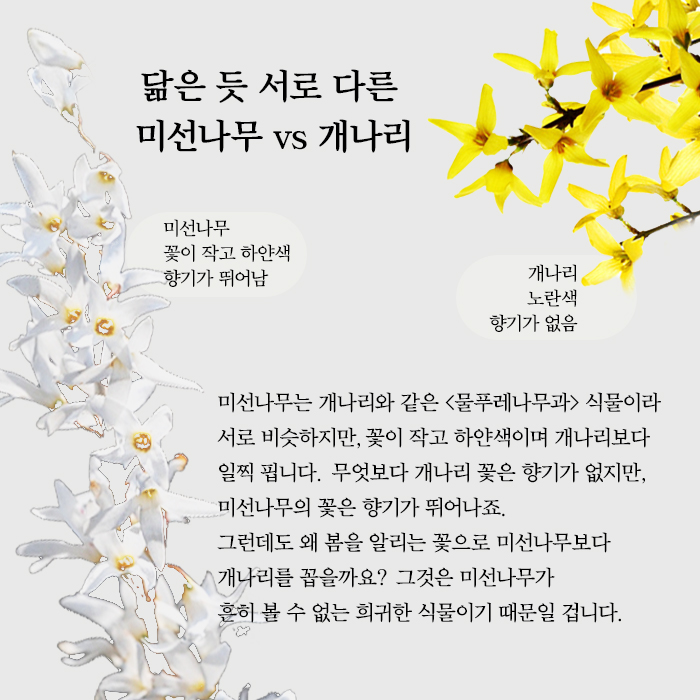 닮은 듯 서로 다른
미선나무 vs 개나리
미선나무
꽃이 작고 하얀색
향기가 뛰어남
개나리
노란색
향기가 없음
미선나무는 개나리와 같은 <물푸레나무과> 식물이라
서로 비슷하지만, 꽃이 작고 하얀색이며 개나리보다
일찍 핍니다. 무엇보다 개나리 꽃은 향기가 없지만,
미선나무의 꽃은 향기가 뛰어나죠.
그런데도 왜 봄을 알리는 꽃으로 미선나무보다
개나리를 꼽을까요? 그것은 미선나무가
흔히 볼 수 없는 희귀한 식물이기 때문일 겁니다.